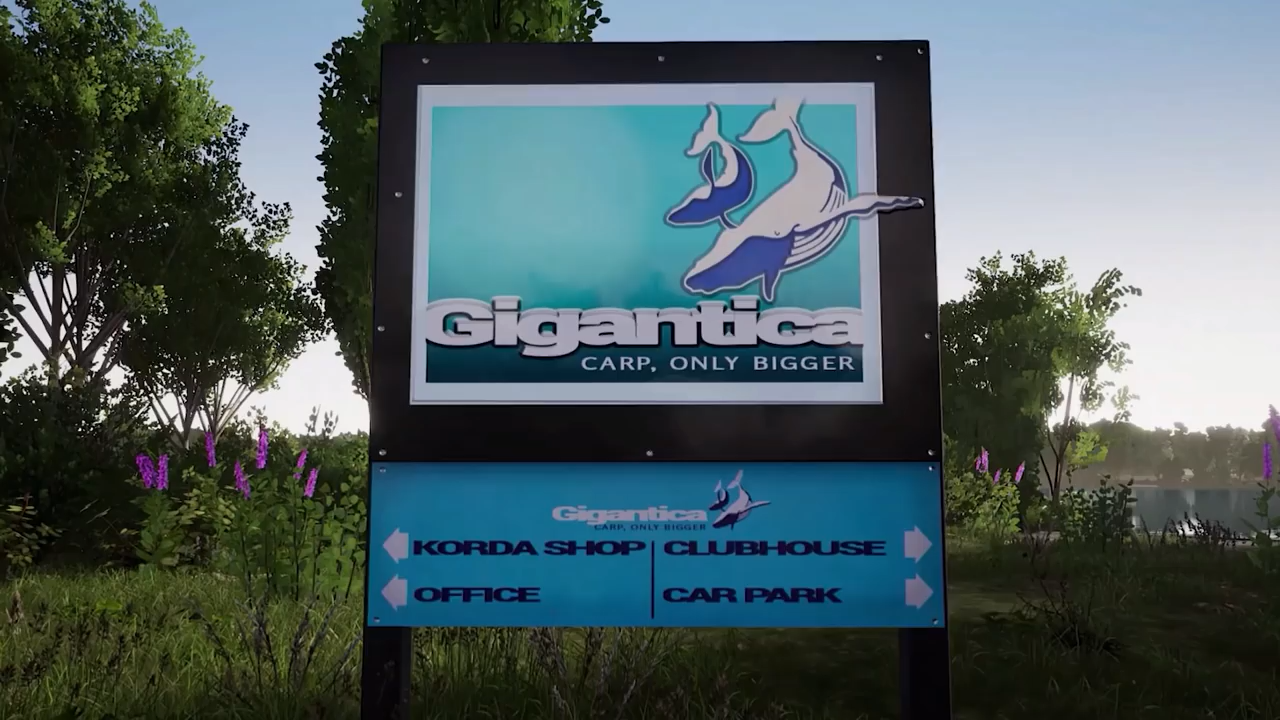 Gigantica
CARP, ONLY BIGGER
Gigantica
CARP, ONLY BIGGER
KORDA SHOP | CLUBHOUSE
OFFICE | CAR PARK